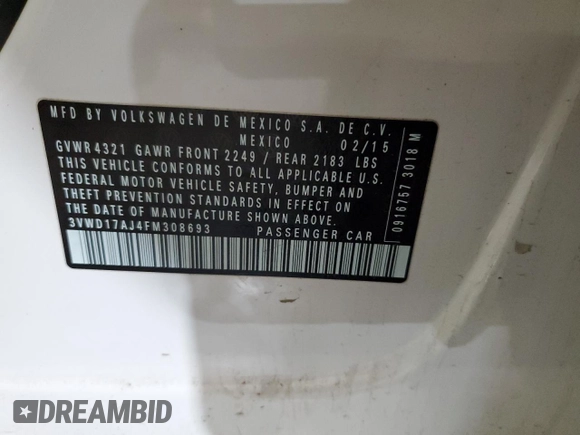 MFD BY VOLKSWAGEN DE MEXICO S.A. DE C.V.
MEXICO 02/15
GVWR 4321 GAWR FRONT 2249 / REAR 2183 LBS
THIS VEHICLE CONFORMS TO ALL APPLICABLE U.S.
FEDERAL MOTOR VEHICLE SAFETY, BUMPER AND
THEFT PREVENTION STANDARDS IN EFFECT ON
THE DATE OF MANUFACTURE SHOWN ABOVE.
3VWD17AJ4FM308693 PASSENGER CAR
0916757 3018 M
DREAMBID